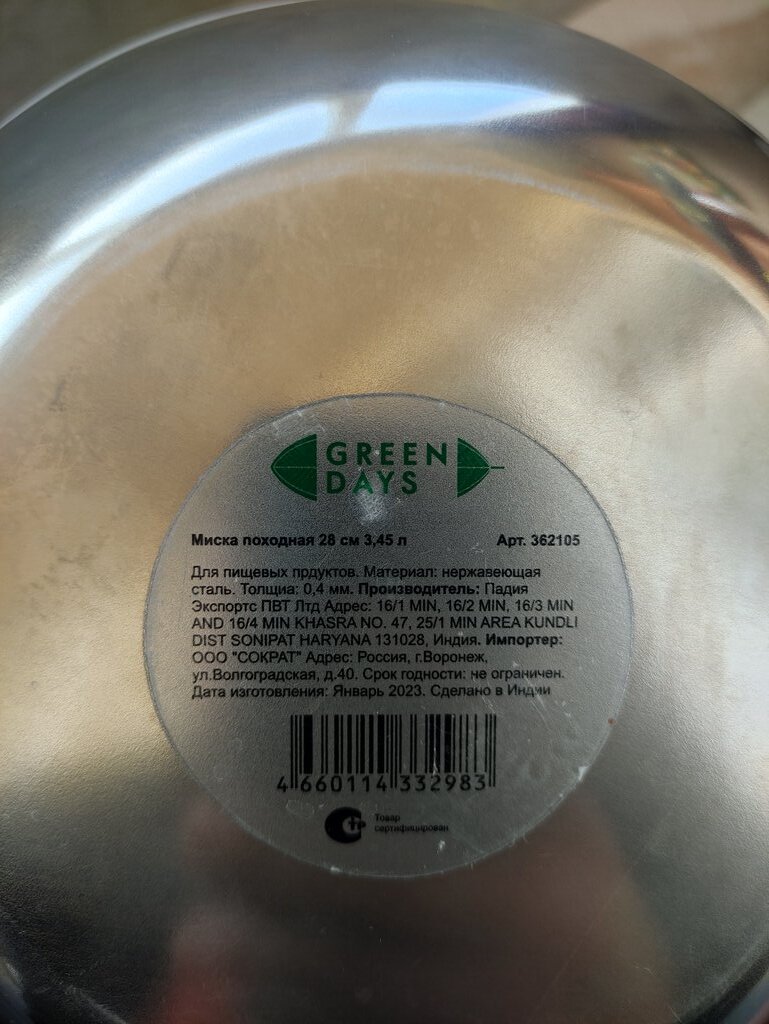 GREEN
DAYS
Миска походная 28 см 3,45 л Арт. 362105
Для пищевых прдуктов. Материал: нержавеющая
сталь. Толщиа: 0,4 мм. Производитель: Падия
Экспортс ПВТ Лтд Адрес: 16/1 MIN, 16/2 MIN, 16/3 MIN
AND 16/4 MIN KHASRA NO. 47, 25/1 MIN AREA KUNDLI
DIST SONIPAT HARYANA 131028, Индия. Импортер:
ООО "СОКРАТ" Адрес: Россия, г.Воронеж,
ул.Волгоградская, д.40. Срок годности: не ограничен.
Дата изготовления: Январь 2023. Сделано в Индии
4 660114 332983
Товар
сертифицирован